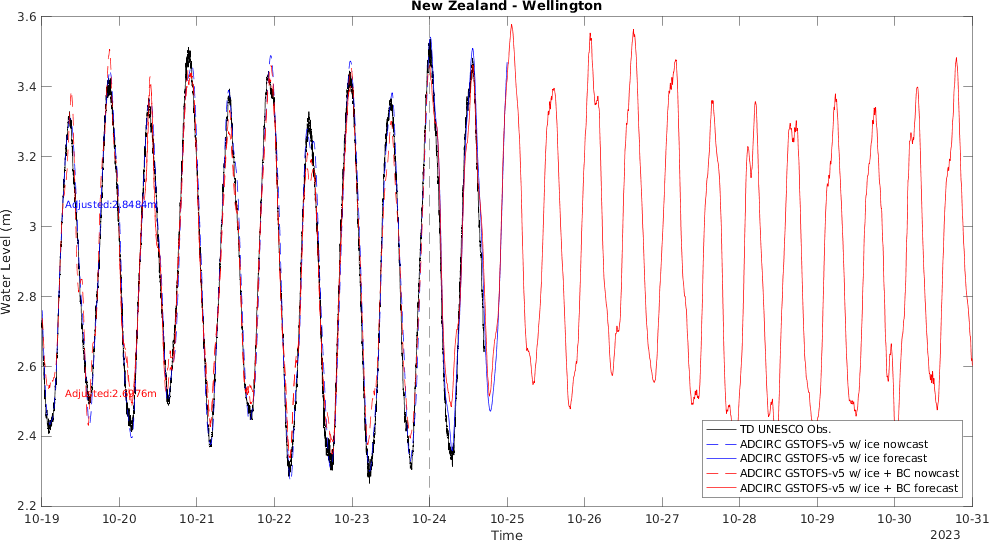 New Zealand - Wellington
3.6
3.4
3.2
3
2.8
2.6
2.4
2.2
Water Level (m)
Adjusted:2.8484m
TD UNESCO Obs.
ADCIRC GSTOFS-v5 w/ ice nowcast
ADCIRC GSTOFS-v5 w/ ice forecast
ADCIRC GSTOFS-v5 w/ ice + BC nowcast
ADCIRC GSTOFS-v5 w/ ice + BC forecast
10-19 10-20 10-21 10-22 10-23 10-24 10-25 10-26 10-27 10-28 10-29 10-30 10-31
Time
2023